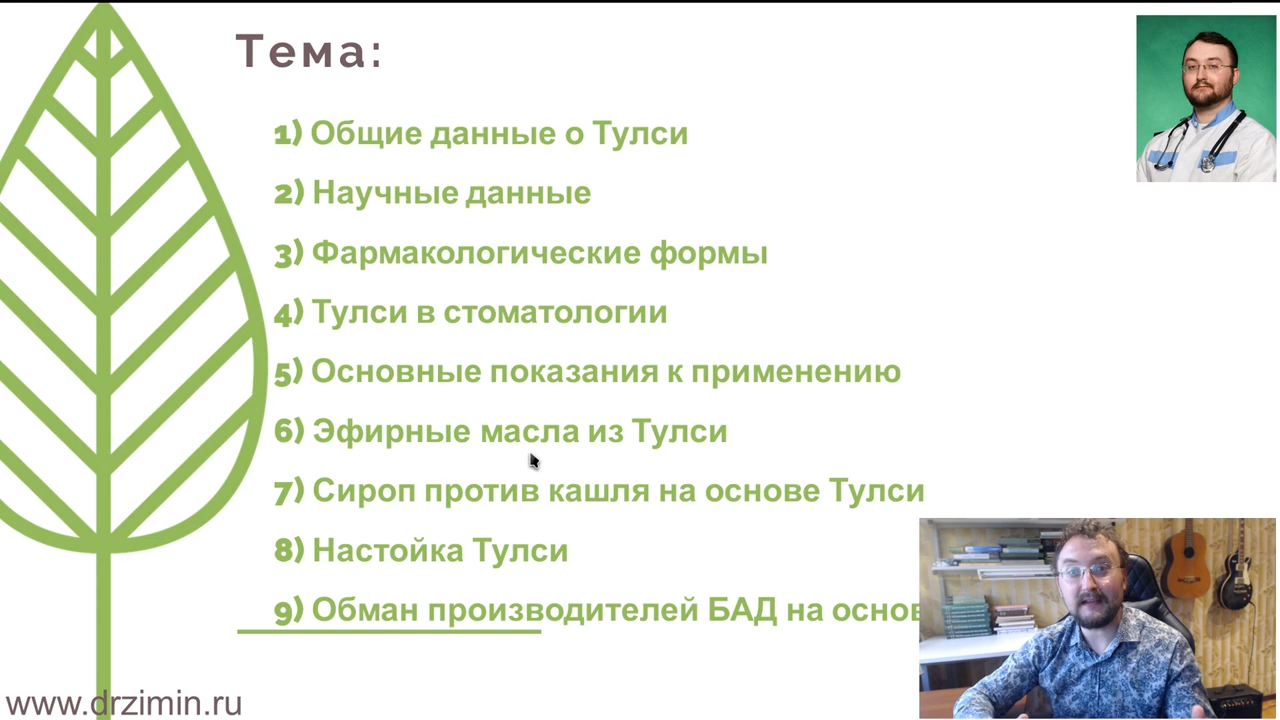 Тема:
1) Общие данные о Тулси
2) Научные данные
3) Фармакологические формы
4) Тулси в стоматологии
5) Основные показания к применению
6) Эфирные масла из Тулси
7) Сироп против кашля на основе Тулси
8) Настойка Тулси
9) Обман производителей БАД на
www.drzimin.ru